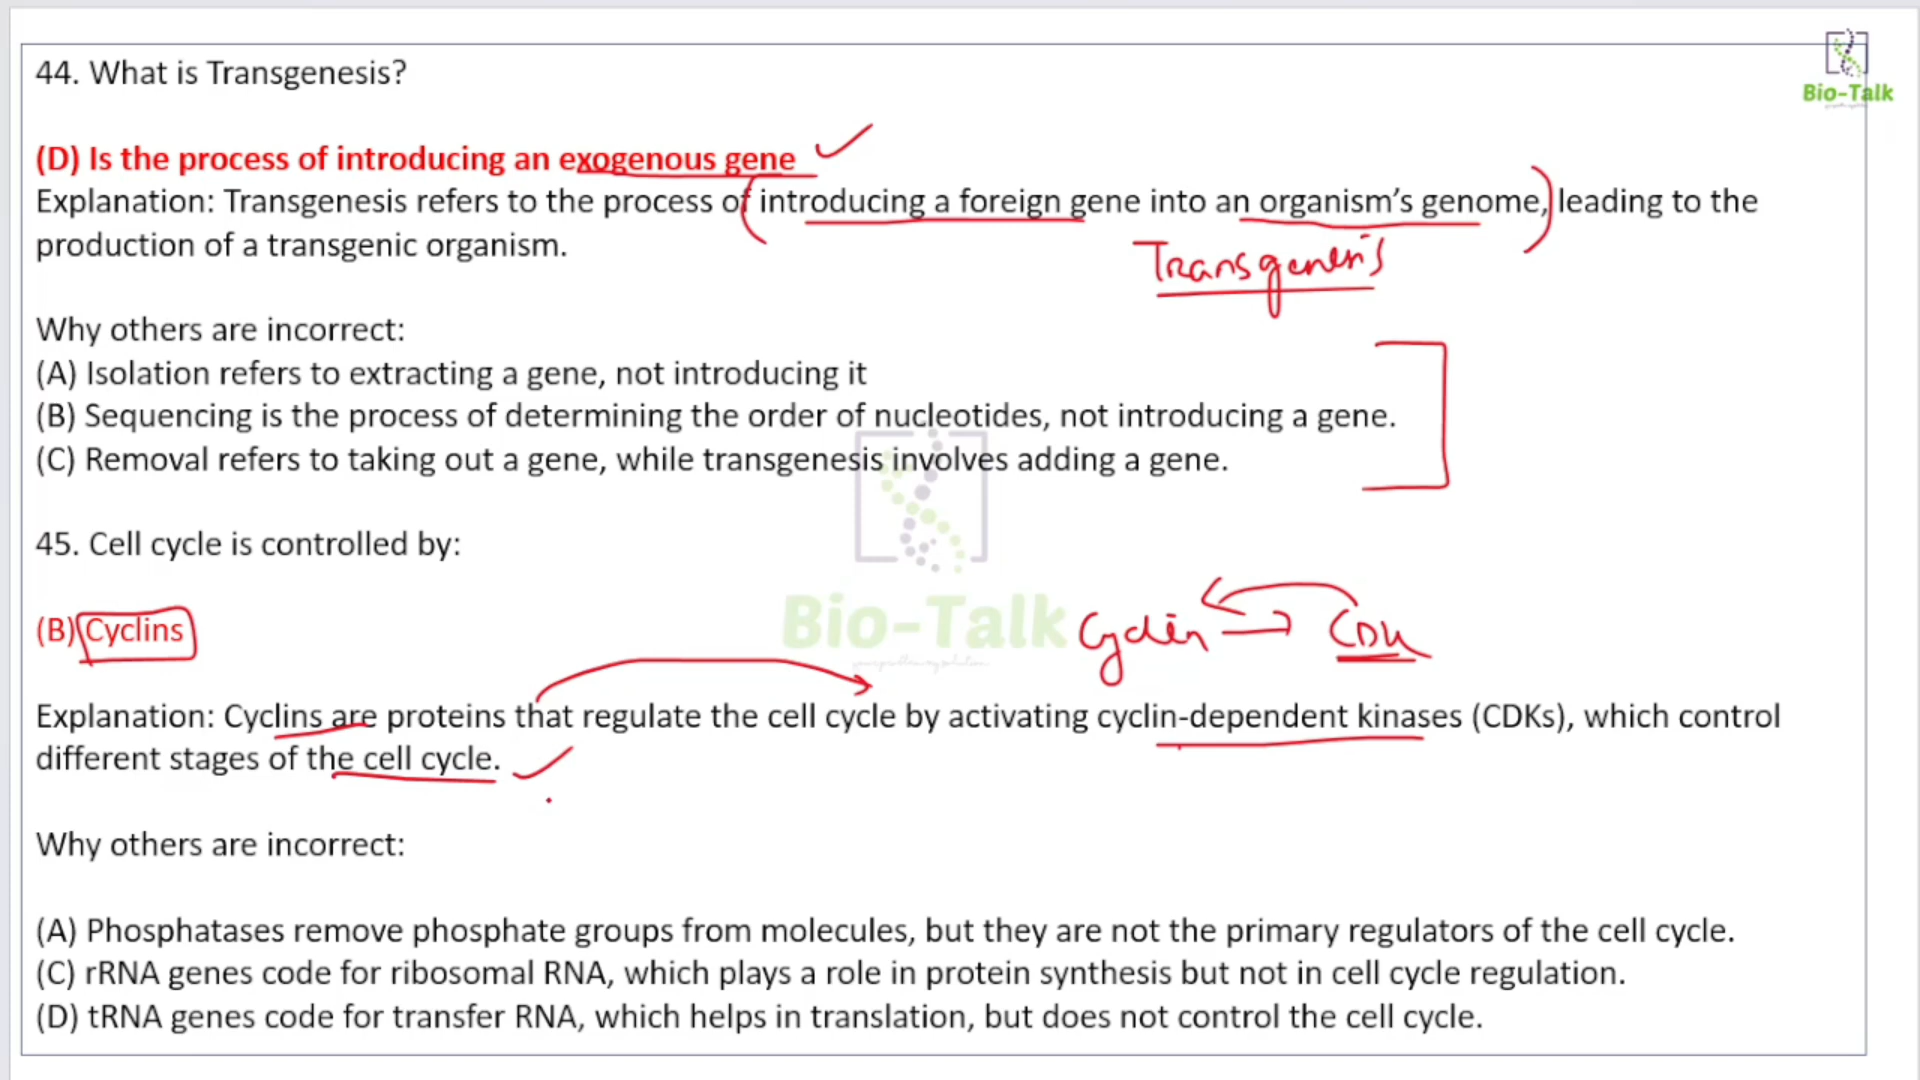 Bio-Talk
44. What is Transgenesis?
(D) Is the process of introducing an exogenous gene
Explanation: Transgenesis refers to the process of introducing a foreign gene into an organism’s genome, leading to the
production of a transgenic organism.
Transgenesis
Why others are incorrect:
(A) Isolation refers to extracting a gene, not introducing it
(B) Sequencing is the process of determining the order of nucleotides, not introducing a gene.
(C) Removal refers to taking out a gene, while transgenesis involves adding a gene.
45. Cell cycle is controlled by:
Bio-Talk
(B) Cyclins
Cyclin → CDK
Explanation: Cyclins are proteins that regulate the cell cycle by activating cyclin-dependent kinases (CDKs), which control
different stages of the cell cycle.
Why others are incorrect:
(A) Phosphatases remove phosphate groups from molecules, but they are not the primary regulators of the cell cycle.
(C) rRNA genes code for ribosomal RNA, which plays a role in protein synthesis but not in cell cycle regulation.
(D) tRNA genes code for transfer RNA, which helps in translation, but does not control the cell cycle.